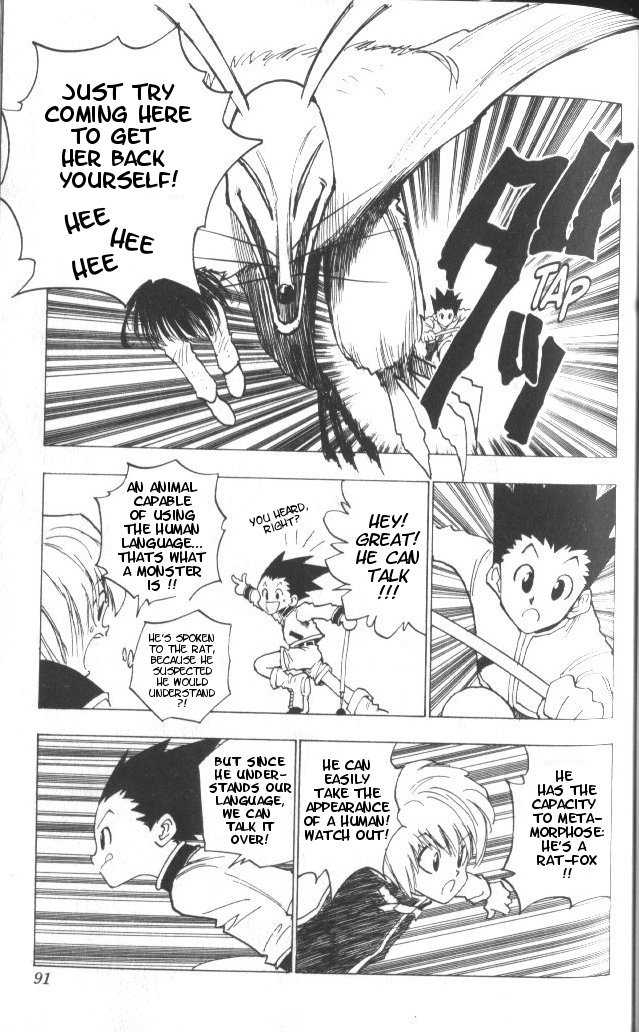 JUST TRY
COMING HERE
TO GET
HER BACK
YOURSELF!
HEE
HEE
HEE
TAP
HEY!
GREAT!
HE CAN
TALK
!!!
YOU HEARD,
RIGHT?
AN ANIMAL
CAPABLE
OF USING
THE HUMAN
LANGUAGE...
THATS WHAT
A MONSTER
IS !!
HE'S SPOKEN
TO THE RAT,
BECAUSE HE
SUSPECTED
HE WOULD
UNDERSTAND
?!
HE
HAS THE
CAPACITY
TO META-
MORPHOSE:
HE'S A
RAT-FOX
!!
HE CAN
EASILY
TAKE THE
APPEARANCE
OF A HUMAN!
WATCH OUT!
BUT SINCE
HE UNDER-
STANDS OUR
LANGUAGE,
WE CAN
TALK IT
OVER!
91